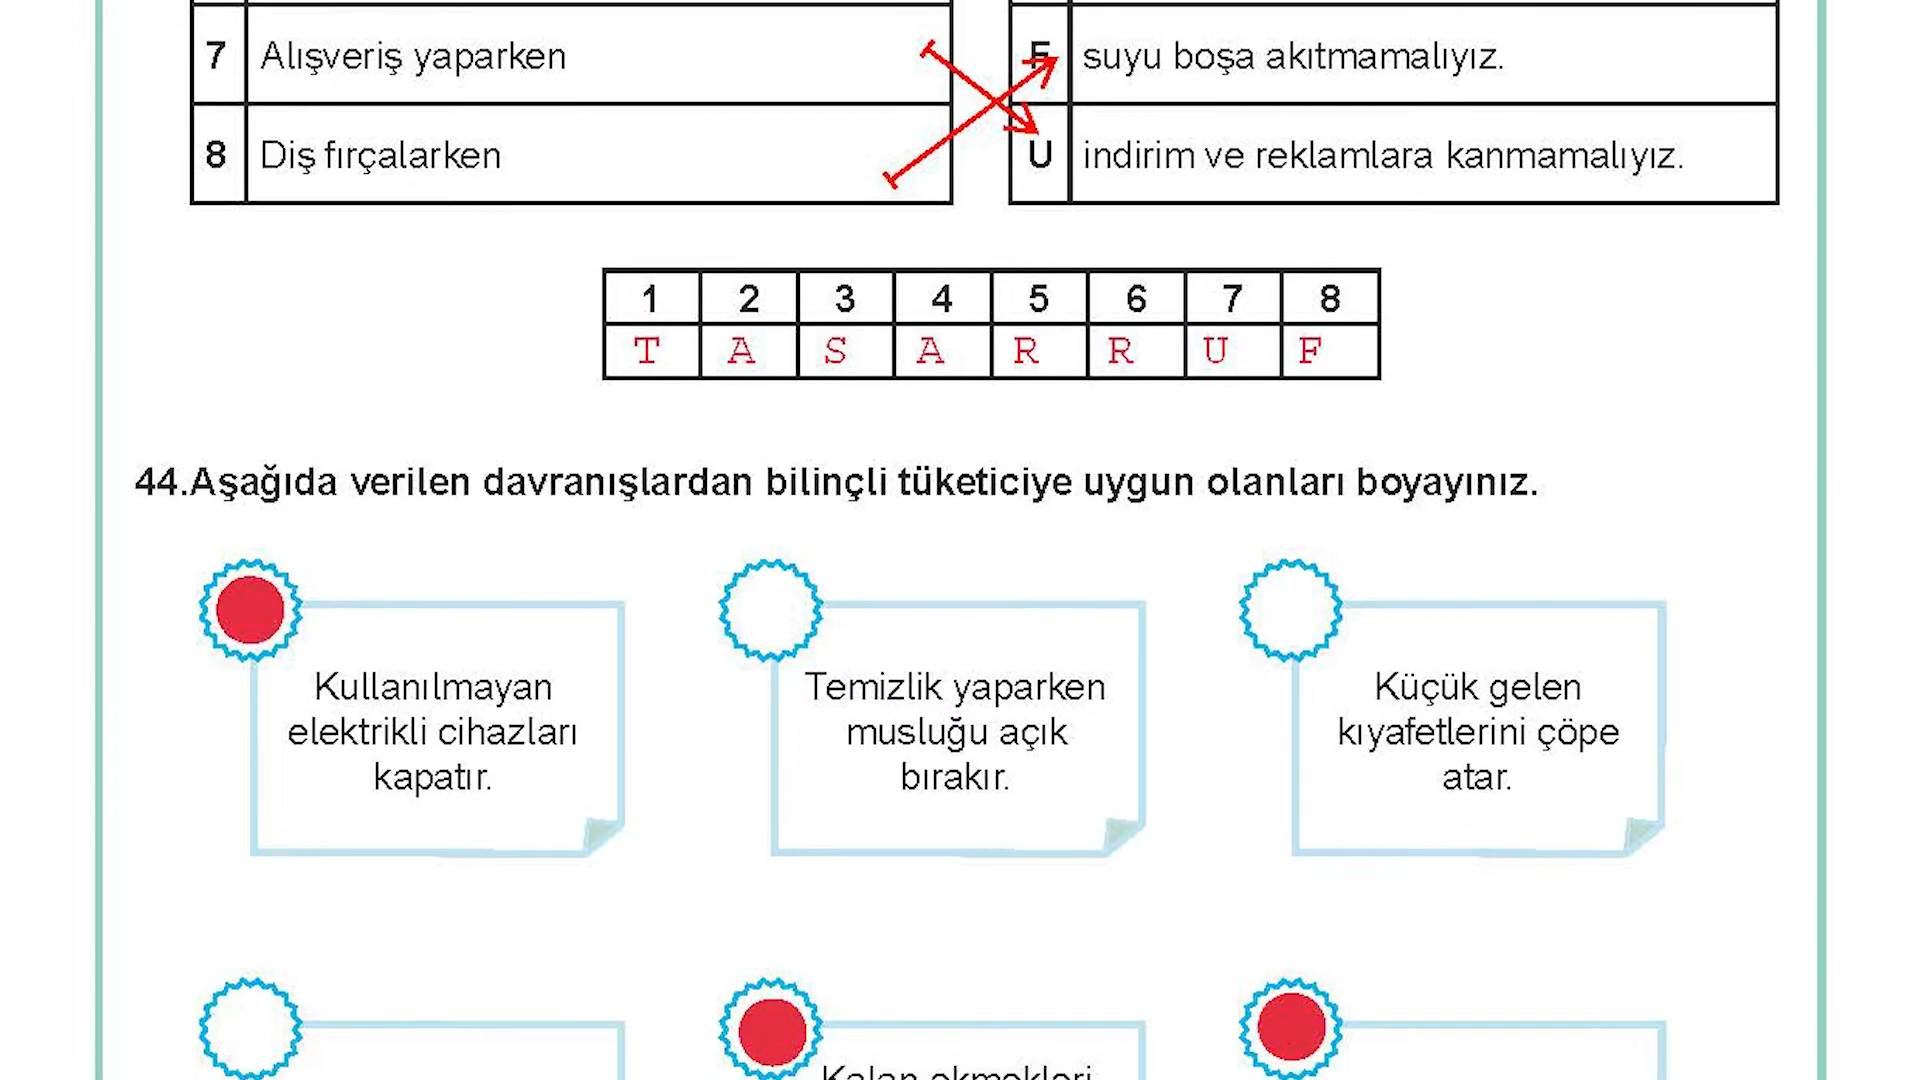 7 Alışveriş yaparken F suyu boşa akıtmamalıyız.
8 Diş fırçalarken U indirim ve reklamlara kanmamalıyız.
1 2 3 4 5 6 7 8
T A S A R R U F
44.Aşağıda verilen davranışlardan bilinçli tüketiciye uygun olanları boyayınız.
Kullanılmayan
elektrikli cihazları
kapatır.
Temizlik yaparken
musluğu açık
bırakır.
Küçük gelen
kıyafetlerini çöpe
atar.
Kalan ekmekleri